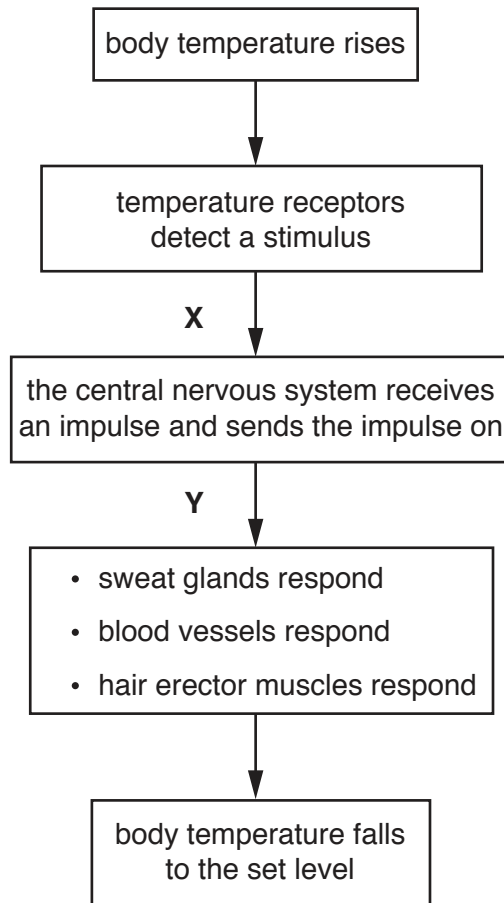 body temperature rises
temperature receptors
detect a stimulus
X
the central nervous system receives
an impulse and sends the impulse on
Y
• sweat glands respond
• blood vessels respond
• hair erector muscles respond
body temperature falls
to the set level